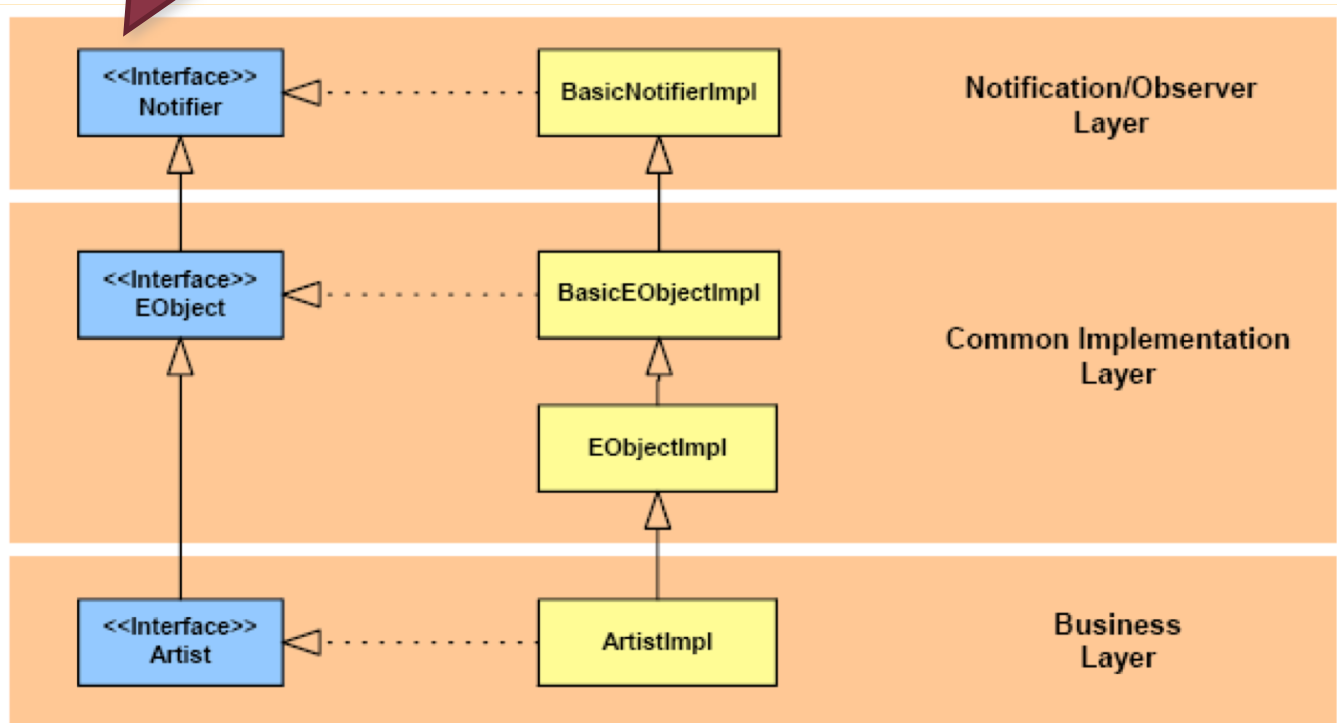 <<Interface>>
Notifier
BasicNotifierImpl
Notification/Observer
Layer
<<Interface>>
EObject
BasicEObjectImpl
Common Implementation
Layer
EObjectImpl
<<Interface>>
Artist
ArtistImpl
Business
Layer